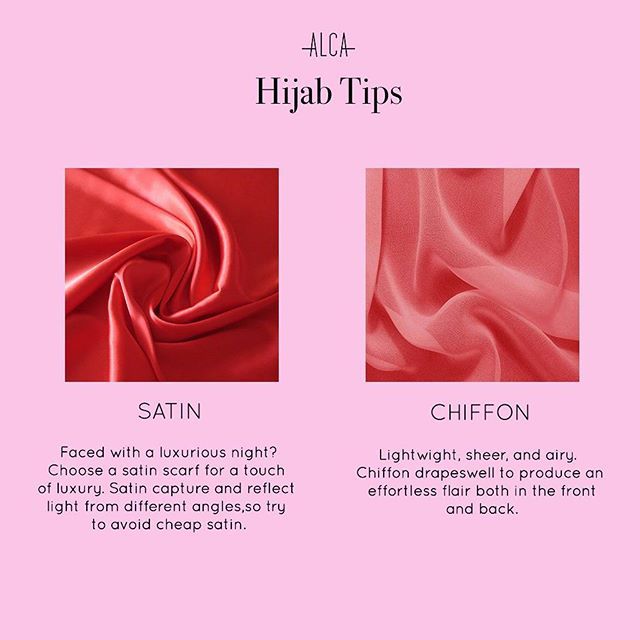 ALCA
Hijab Tips
SATIN
Faced with a luxurious night?
Choose a satin scarf for a touch
of luxury. Satin capture and reflect
light from different angles,so try
to avoid cheap satin.
CHIFFON
Lightwight, sheer, and airy.
Chiffon drapeswell to produce an
effortless flair both in the front
and back.